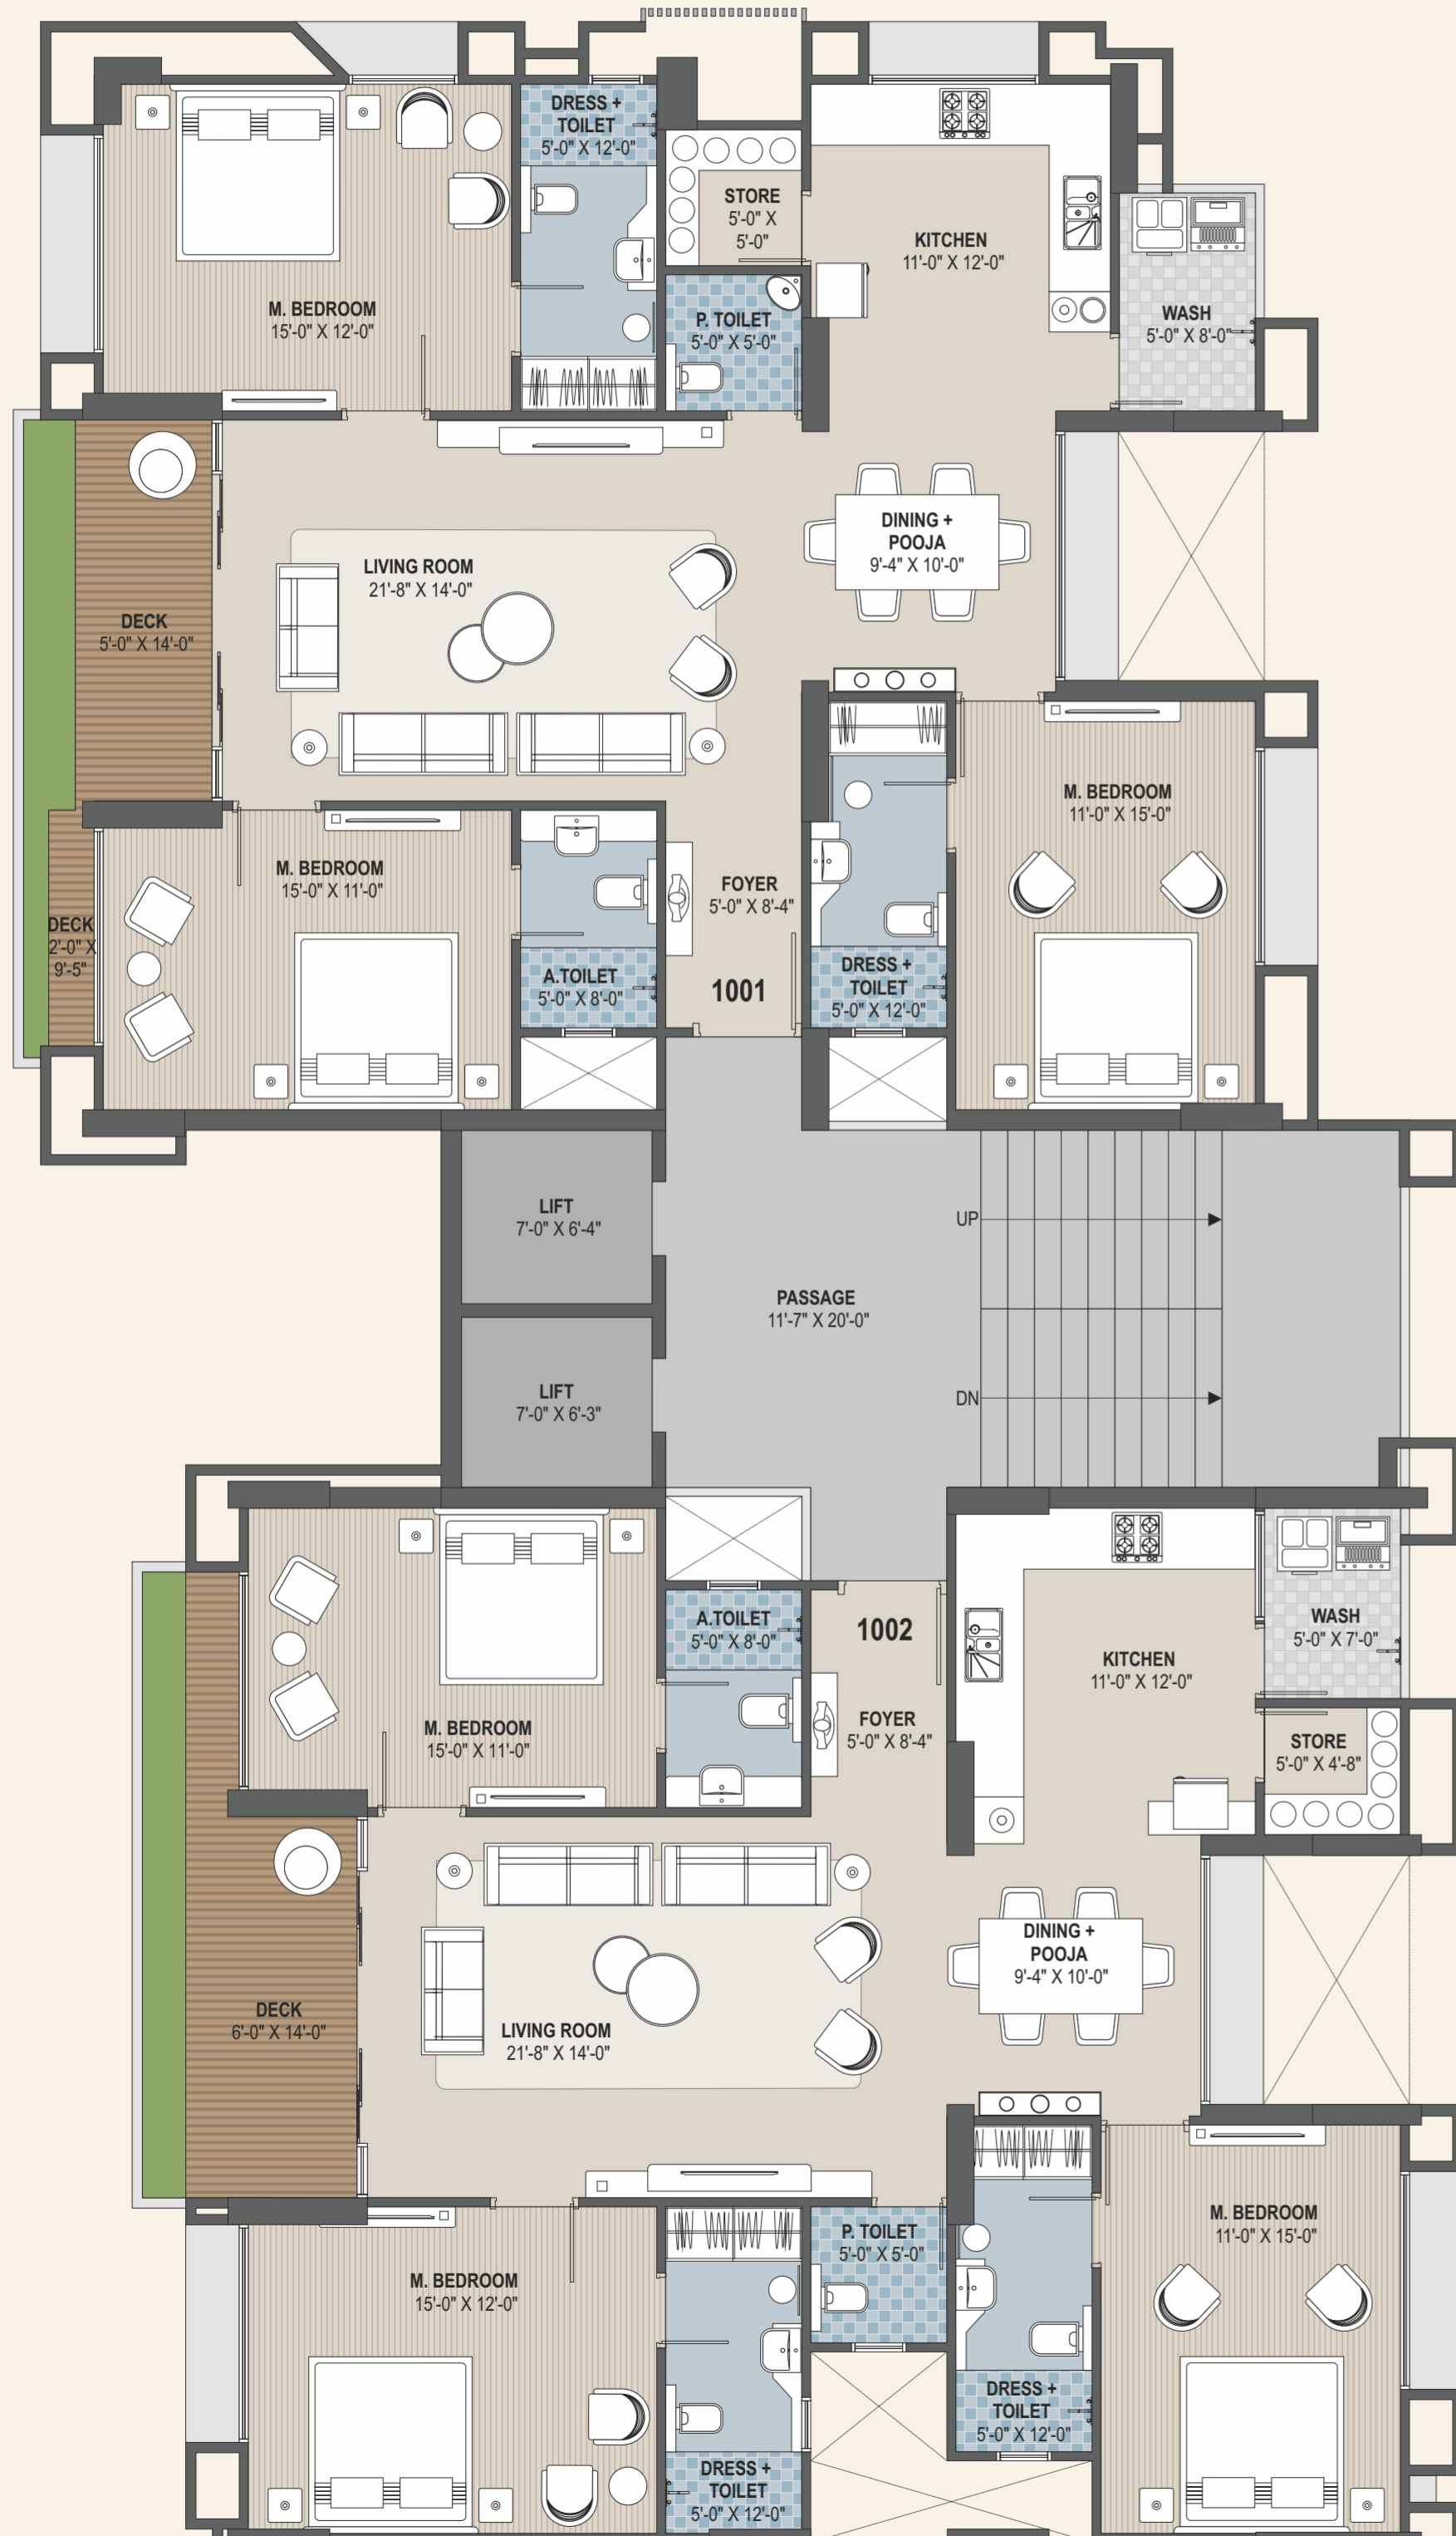 DRESS +
TOILET
5'-0" X 12'-0"
STORE
5'-0" X
5'-0"
KITCHEN
11'-0" X 12'-0"
M. BEDROOM
15'-0" X 12'-0"
P. TOILET
5'-0" X 5'-0"
WASH
5'-0" X 8'-0"
DINING +
POOJA
9'-4" X 10'-0"
LIVING ROOM
21'-8" X 14'-0"
DECK
5'-0" X 14'-0"
M. BEDROOM
11'-0" X 15'-0"
M. BEDROOM
15'-0" X 11'-0"
FOYER
5'-0" X 8'-4"
DECK
2'-0" X
9'-5"
A.TOILET
5'-0" X 8'-0"
1001
DRESS +
TOILET
5'-0" X 12'-0"
LIFT
7'-0" X 6'-4"
UP
PASSAGE
11'-7" X 20'-0"
LIFT
7'-0" X 6'-3"
DN
A.TOILET
5'-0" X 8'-0"
1002
WASH
5'-0" X 7'-0"
KITCHEN
11'-0" X 12'-0"
M. BEDROOM
15'-0" X 11'-0"
FOYER
5'-0" X 8'-4"
STORE
5'-0" X 4'-8"
DINING +
POOJA
9'-4" X 10'-0"
DECK
6'-0" X 14'-0"
LIVING ROOM
21'-8" X 14'-0"
P. TOILET
5'-0" X 5'-0"
M. BEDROOM
11'-0" X 15'-0"
M. BEDROOM
15'-0" X 12'-0"
DRESS +
TOILET
5'-0" X 12'-0"
DRESS +
TOILET
5'-0" X 12'-0"